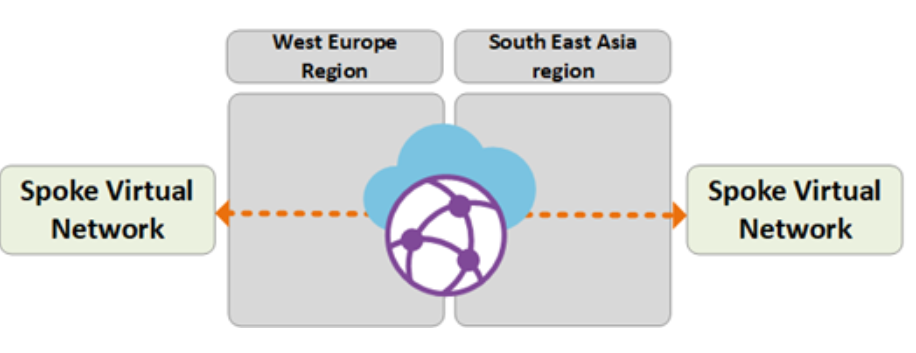 West Europe
Region
South East Asia
region
Spoke Virtual
Network
Spoke Virtual
Network